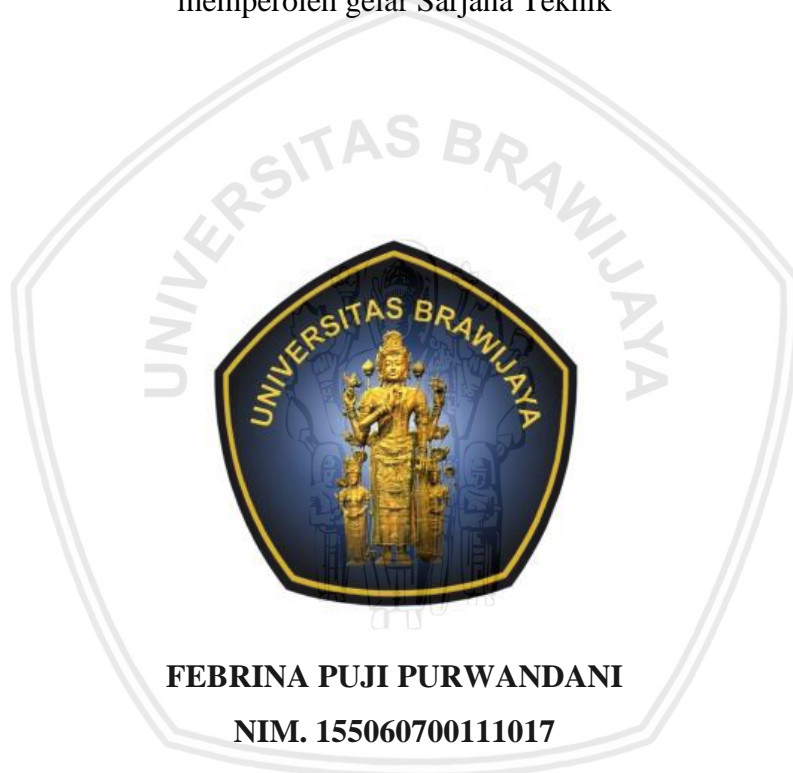 memperoleh gelar Sarjana Teknik
UNIVERSITAS BRAWIJAYA
UNIVERSITAS BRAWIJAYA
FEBRINA PUJI PURWANDANI
NIM. 155060700111017